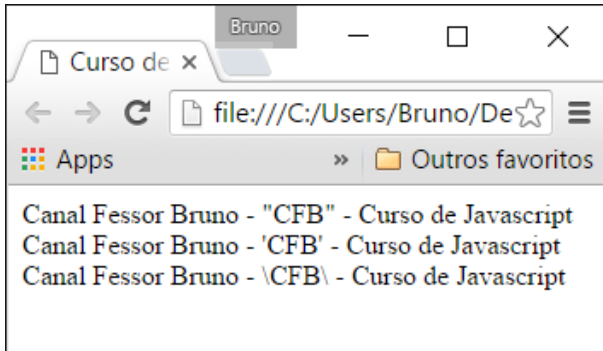 Bruno
Curso de
file:///C:/Users/Bruno/De
Apps » Outros favoritos
Canal Fessor Bruno - "CFB" - Curso de Javascript
Canal Fessor Bruno - 'CFB' - Curso de Javascript
Canal Fessor Bruno - \CFB\ - Curso de Javascript